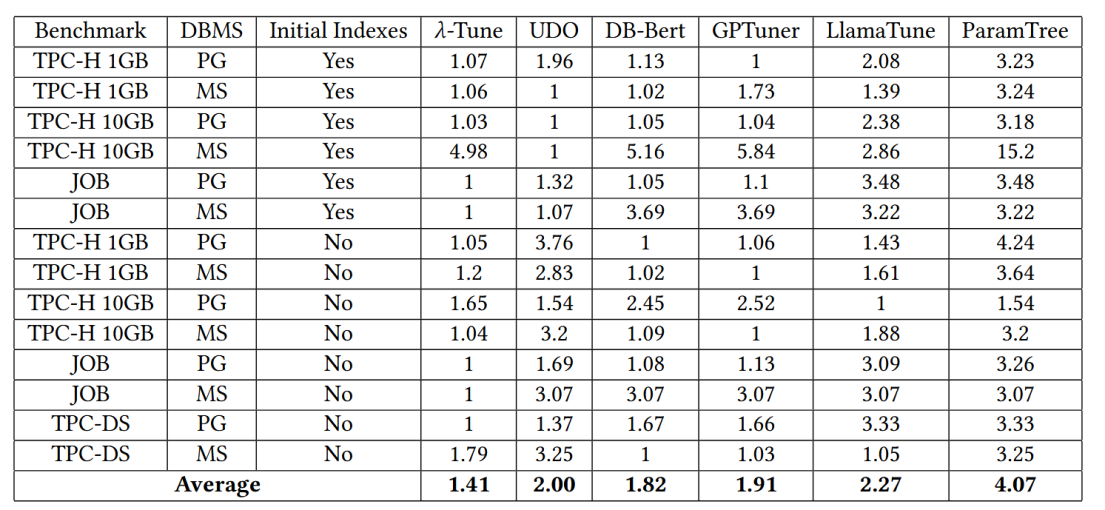 Benchmark DBMS Initial Indexes λ-Tune UDO DB-Bert GPTuner LlamaTune ParamTree
TPC-H 1GB PG Yes 1.07 1.96 1.13 1 2.08 3.23
TPC-H 1GB MS Yes 1.06 1 1.02 1.73 1.39 3.24
TPC-H 10GB PG Yes 1.03 1 1.05 1.04 2.38 3.18
TPC-H 10GB MS Yes 4.98 1 5.16 5.84 2.86 15.2
JOB PG Yes 1 1.32 1.05 1.1 3.48 3.48
JOB MS Yes 1 1.07 3.69 3.69 3.22 3.22
TPC-H 1GB PG No 1.05 3.76 1 1.06 1.43 4.24
TPC-H 1GB MS No 1.2 2.83 1.02 1 1.61 3.64
TPC-H 10GB PG No 1.65 1.54 2.45 2.52 1 1.54
TPC-H 10GB MS No 1.04 3.2 1.09 1 1.88 3.2
JOB PG No 1 1.69 1.08 1.13 3.09 3.26
JOB MS No 1 3.07 3.07 3.07 3.07 3.07
TPC-DS PG No 1 1.37 1.67 1.66 3.33 3.33
TPC-DS MS No 1.79 3.25 1 1.03 1.05 3.25
Average 1.41 2.00 1.82 1.91 2.27 4.07